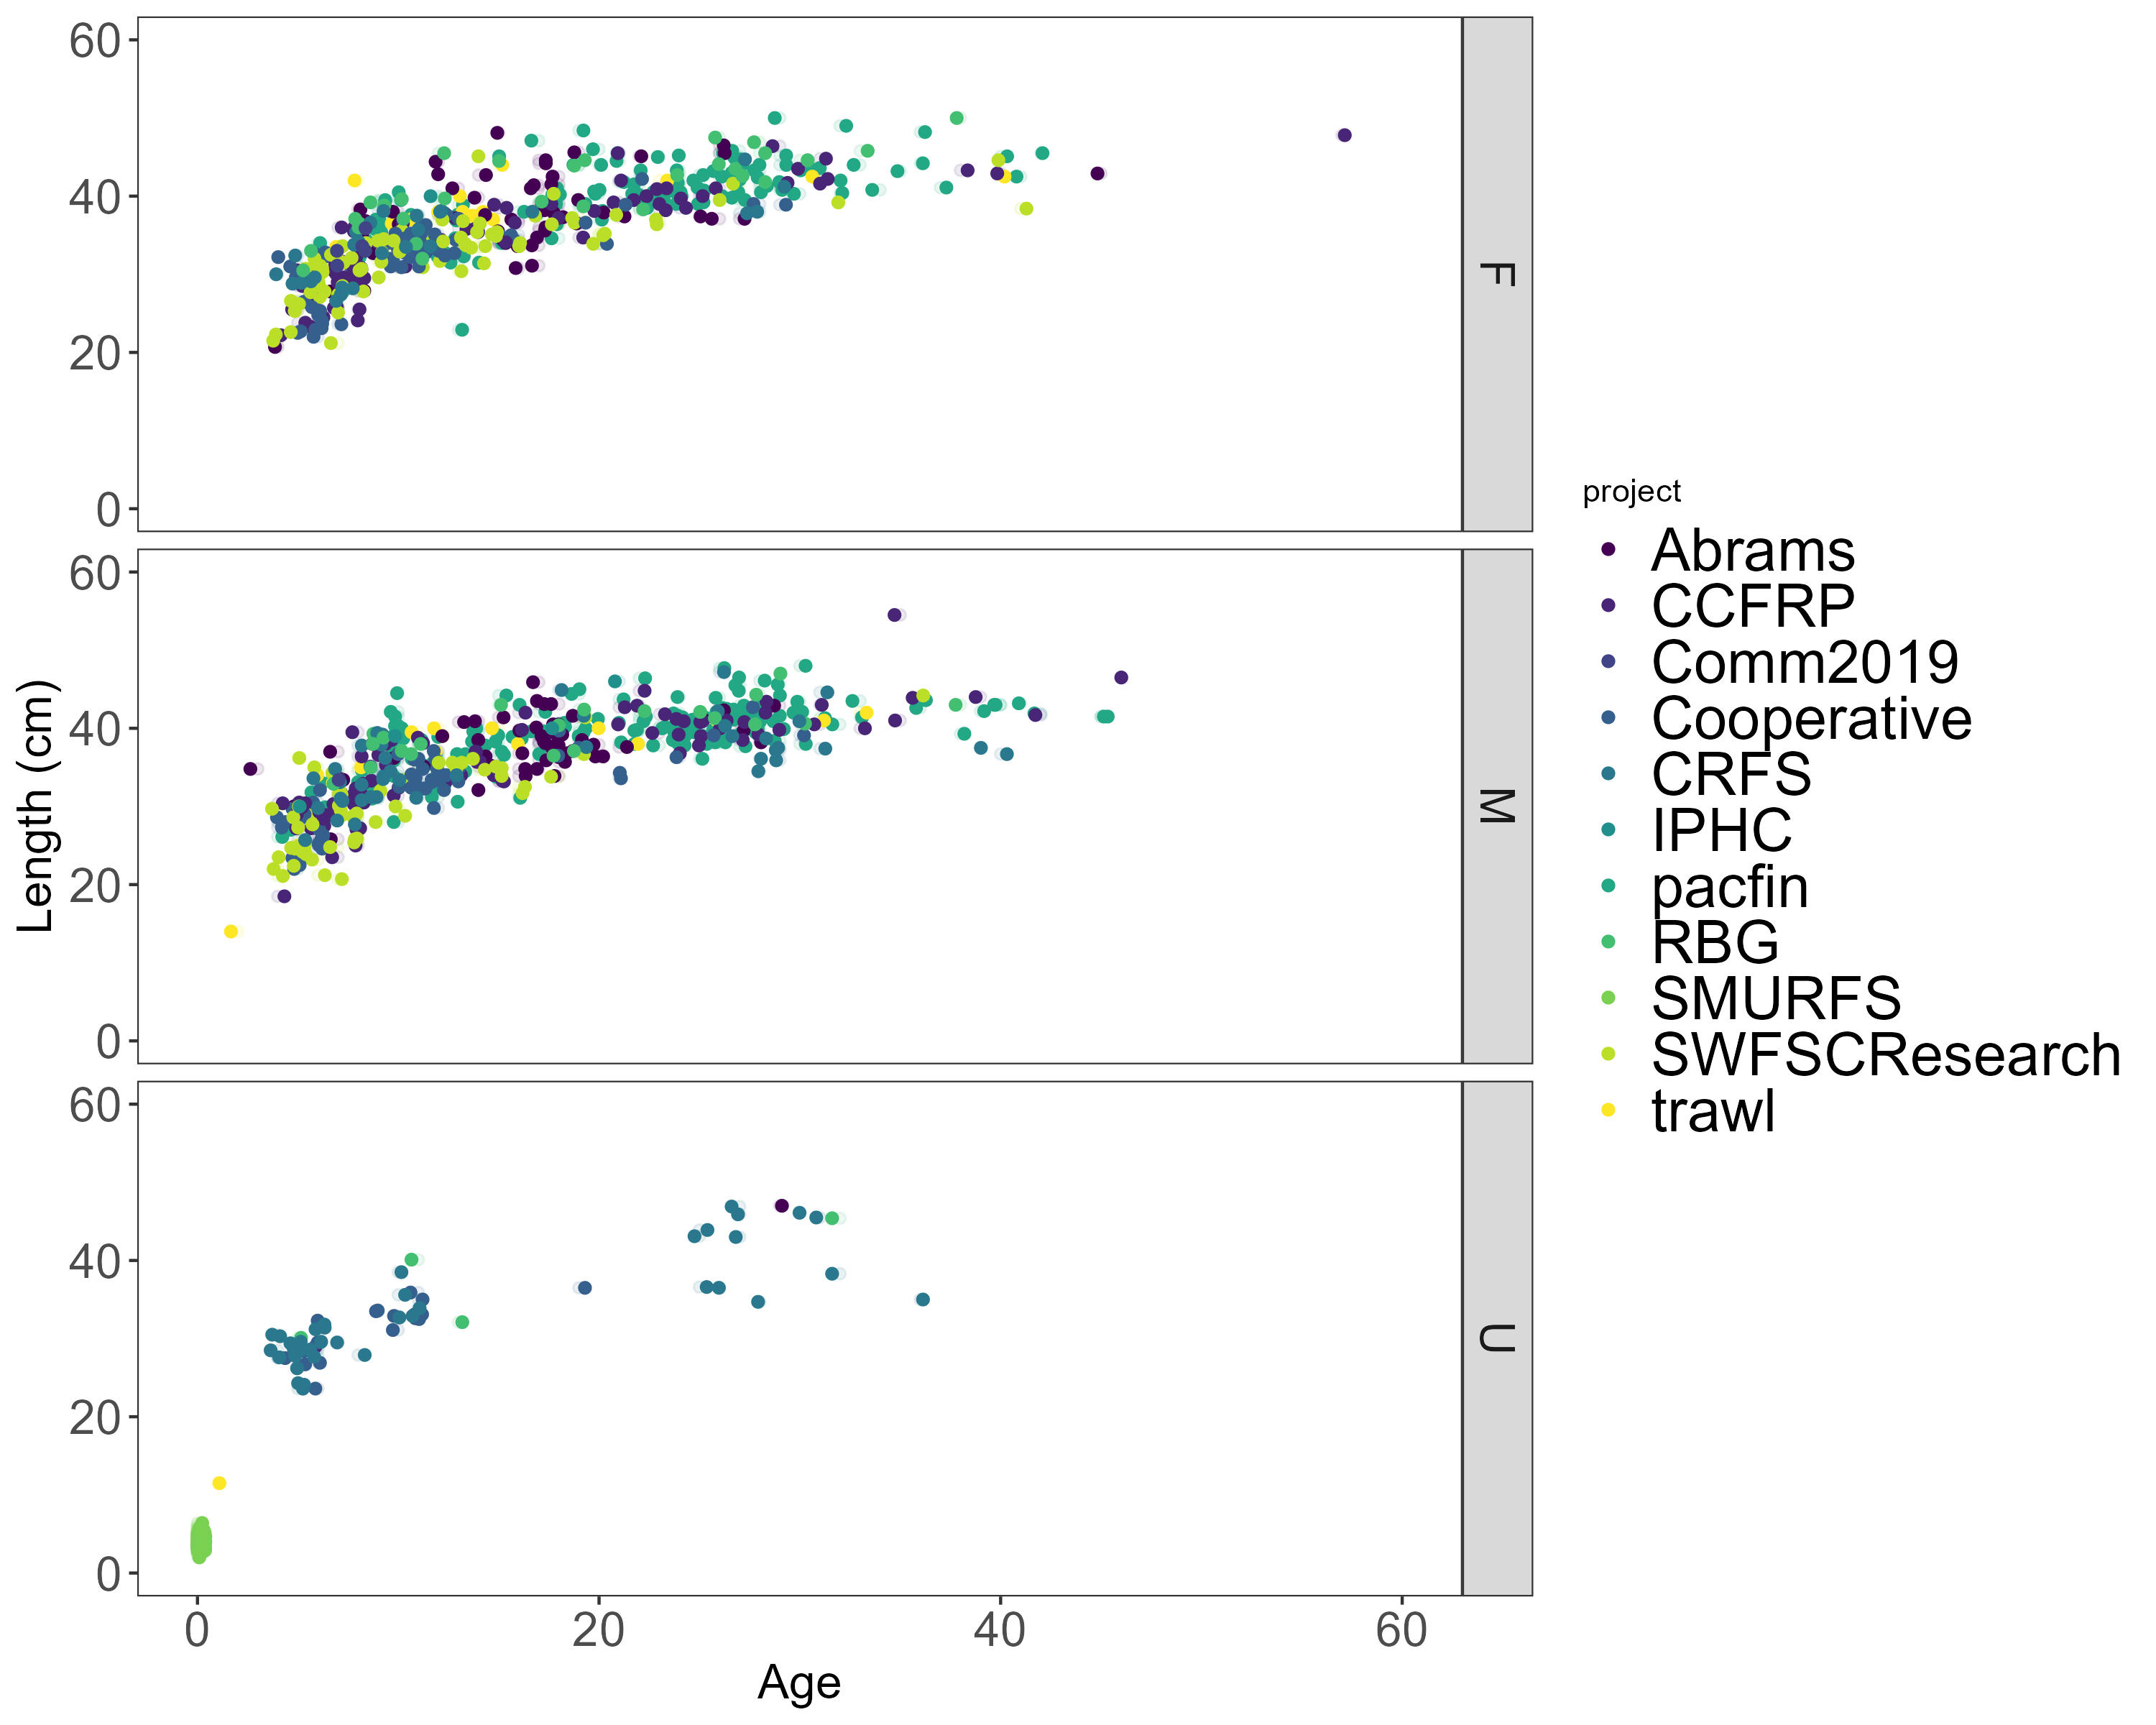 60
40
20
0
F
60
40
20
0
M
60
40
20
0
U
0 20 40 60
Age
Length (cm)
project
Abrams
CCFRP
Comm2019
Cooperative
CRFS
IPHC
pacfin
RBG
SMURFS
SWFSCResearch
trawl